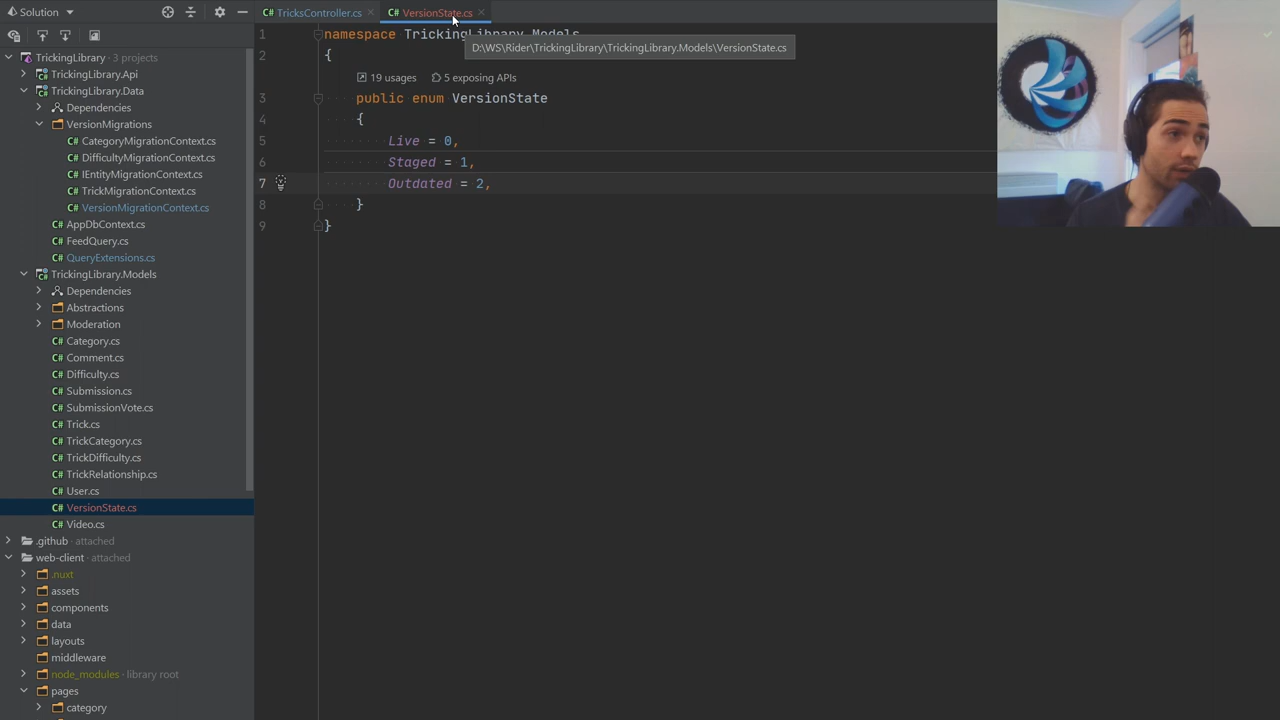 Solution
TricksController.cs
VersionState.cs
TrickingLibrary · 3 projects
TrickingLibrary.Api
TrickingLibrary.Data
Dependencies
VersionMigrations
CategoryMigrationContext.cs
DifficultyMigrationContext.cs
IEntityMigrationContext.cs
TrickMigrationContext.cs
VersionMigrationContext.cs
AppDbContext.cs
FeedQuery.cs
QueryExtensions.cs
TrickingLibrary.Models
Dependencies
Abstractions
Moderation
Category.cs
Comment.cs
Difficulty.cs
Submission.cs
SubmissionVote.cs
Trick.cs
TrickCategory.cs
TrickDifficulty.cs
TrickRelationship.cs
User.cs
VersionState.cs
Video.cs
.github attached
web-client attached
.nuxt
assets
components
data
layouts
middleware
node_modules library root
pages
category
1 namespace TrickingLibrary.Models
D:\WS\Rider\TrickingLibrary\TrickingLibrary.Models\VersionState.cs
2 {
19 usages 5 exposing APIs
3 public enum VersionState
4 {
5 Live = 0,
6 Staged = 1,
7 Outdated = 2,
8 }
9 }